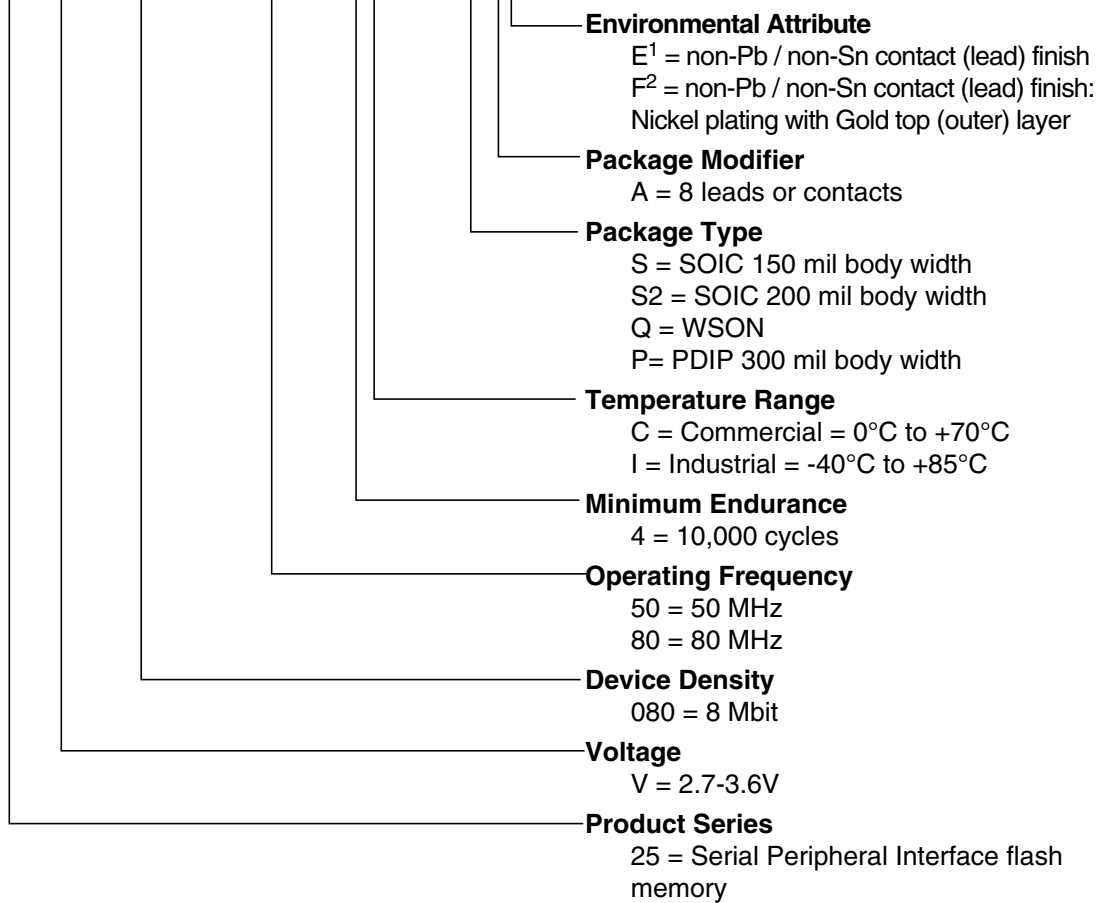 Environmental Attribute
E1 = non-Pb / non-Sn contact (lead) finish
F2 = non-Pb / non-Sn contact (lead) finish:
Nickel plating with Gold top (outer) layer
Package Modifier
A = 8 leads or contacts
Package Type
S = SOIC 150 mil body width
S2 = SOIC 200 mil body width
Q = WSON
P= PDIP 300 mil body width
Temperature Range
C = Commercial = 0°C to +70°C
I = Industrial = -40°C to +85°C
Minimum Endurance
4 = 10,000 cycles
Operating Frequency
50 = 50 MHz
80 = 80 MHz
Device Density
080 = 8 Mbit
Voltage
V = 2.7-3.6V
Product Series
25 = Serial Peripheral Interface flash
memory